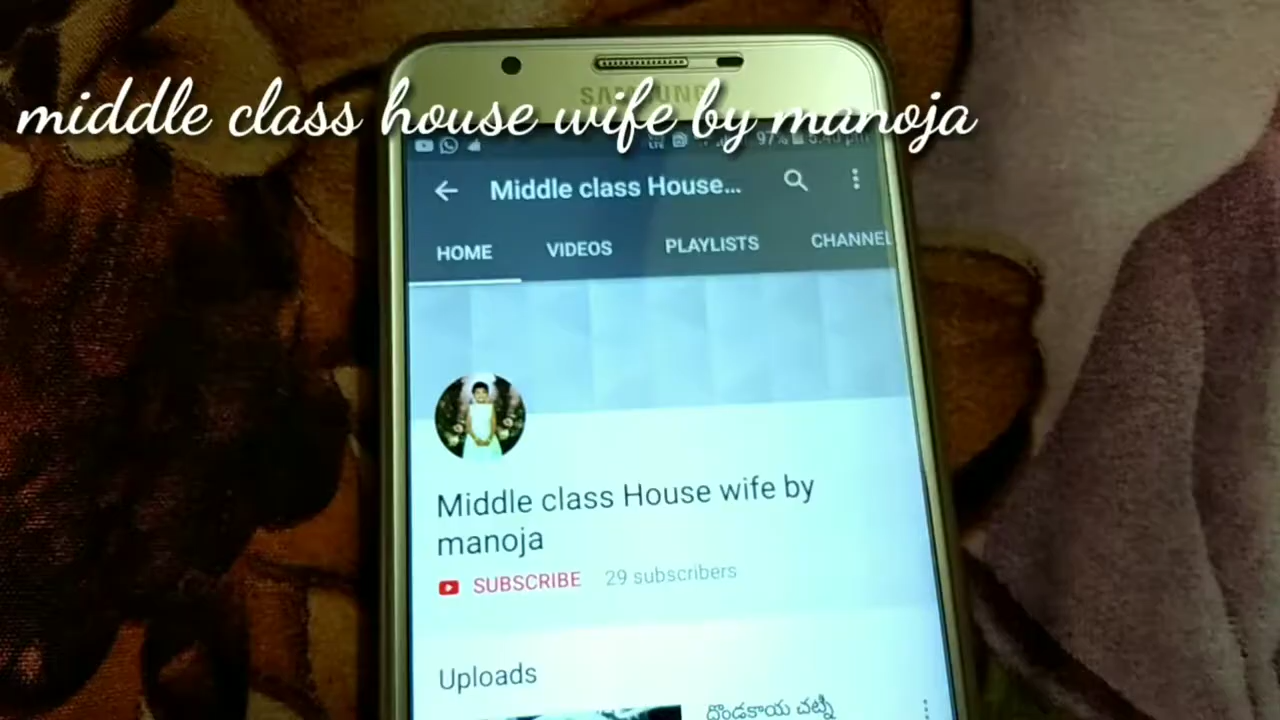 middle class house wife by manoja
SAMSUNG
97%
Middle class House...
HOME VIDEOS PLAYLISTS CHANNEL
Middle class House wife by
manoja
SUBSCRIBE 29 subscribers
Uploads
దొండకాయ చట్నీ